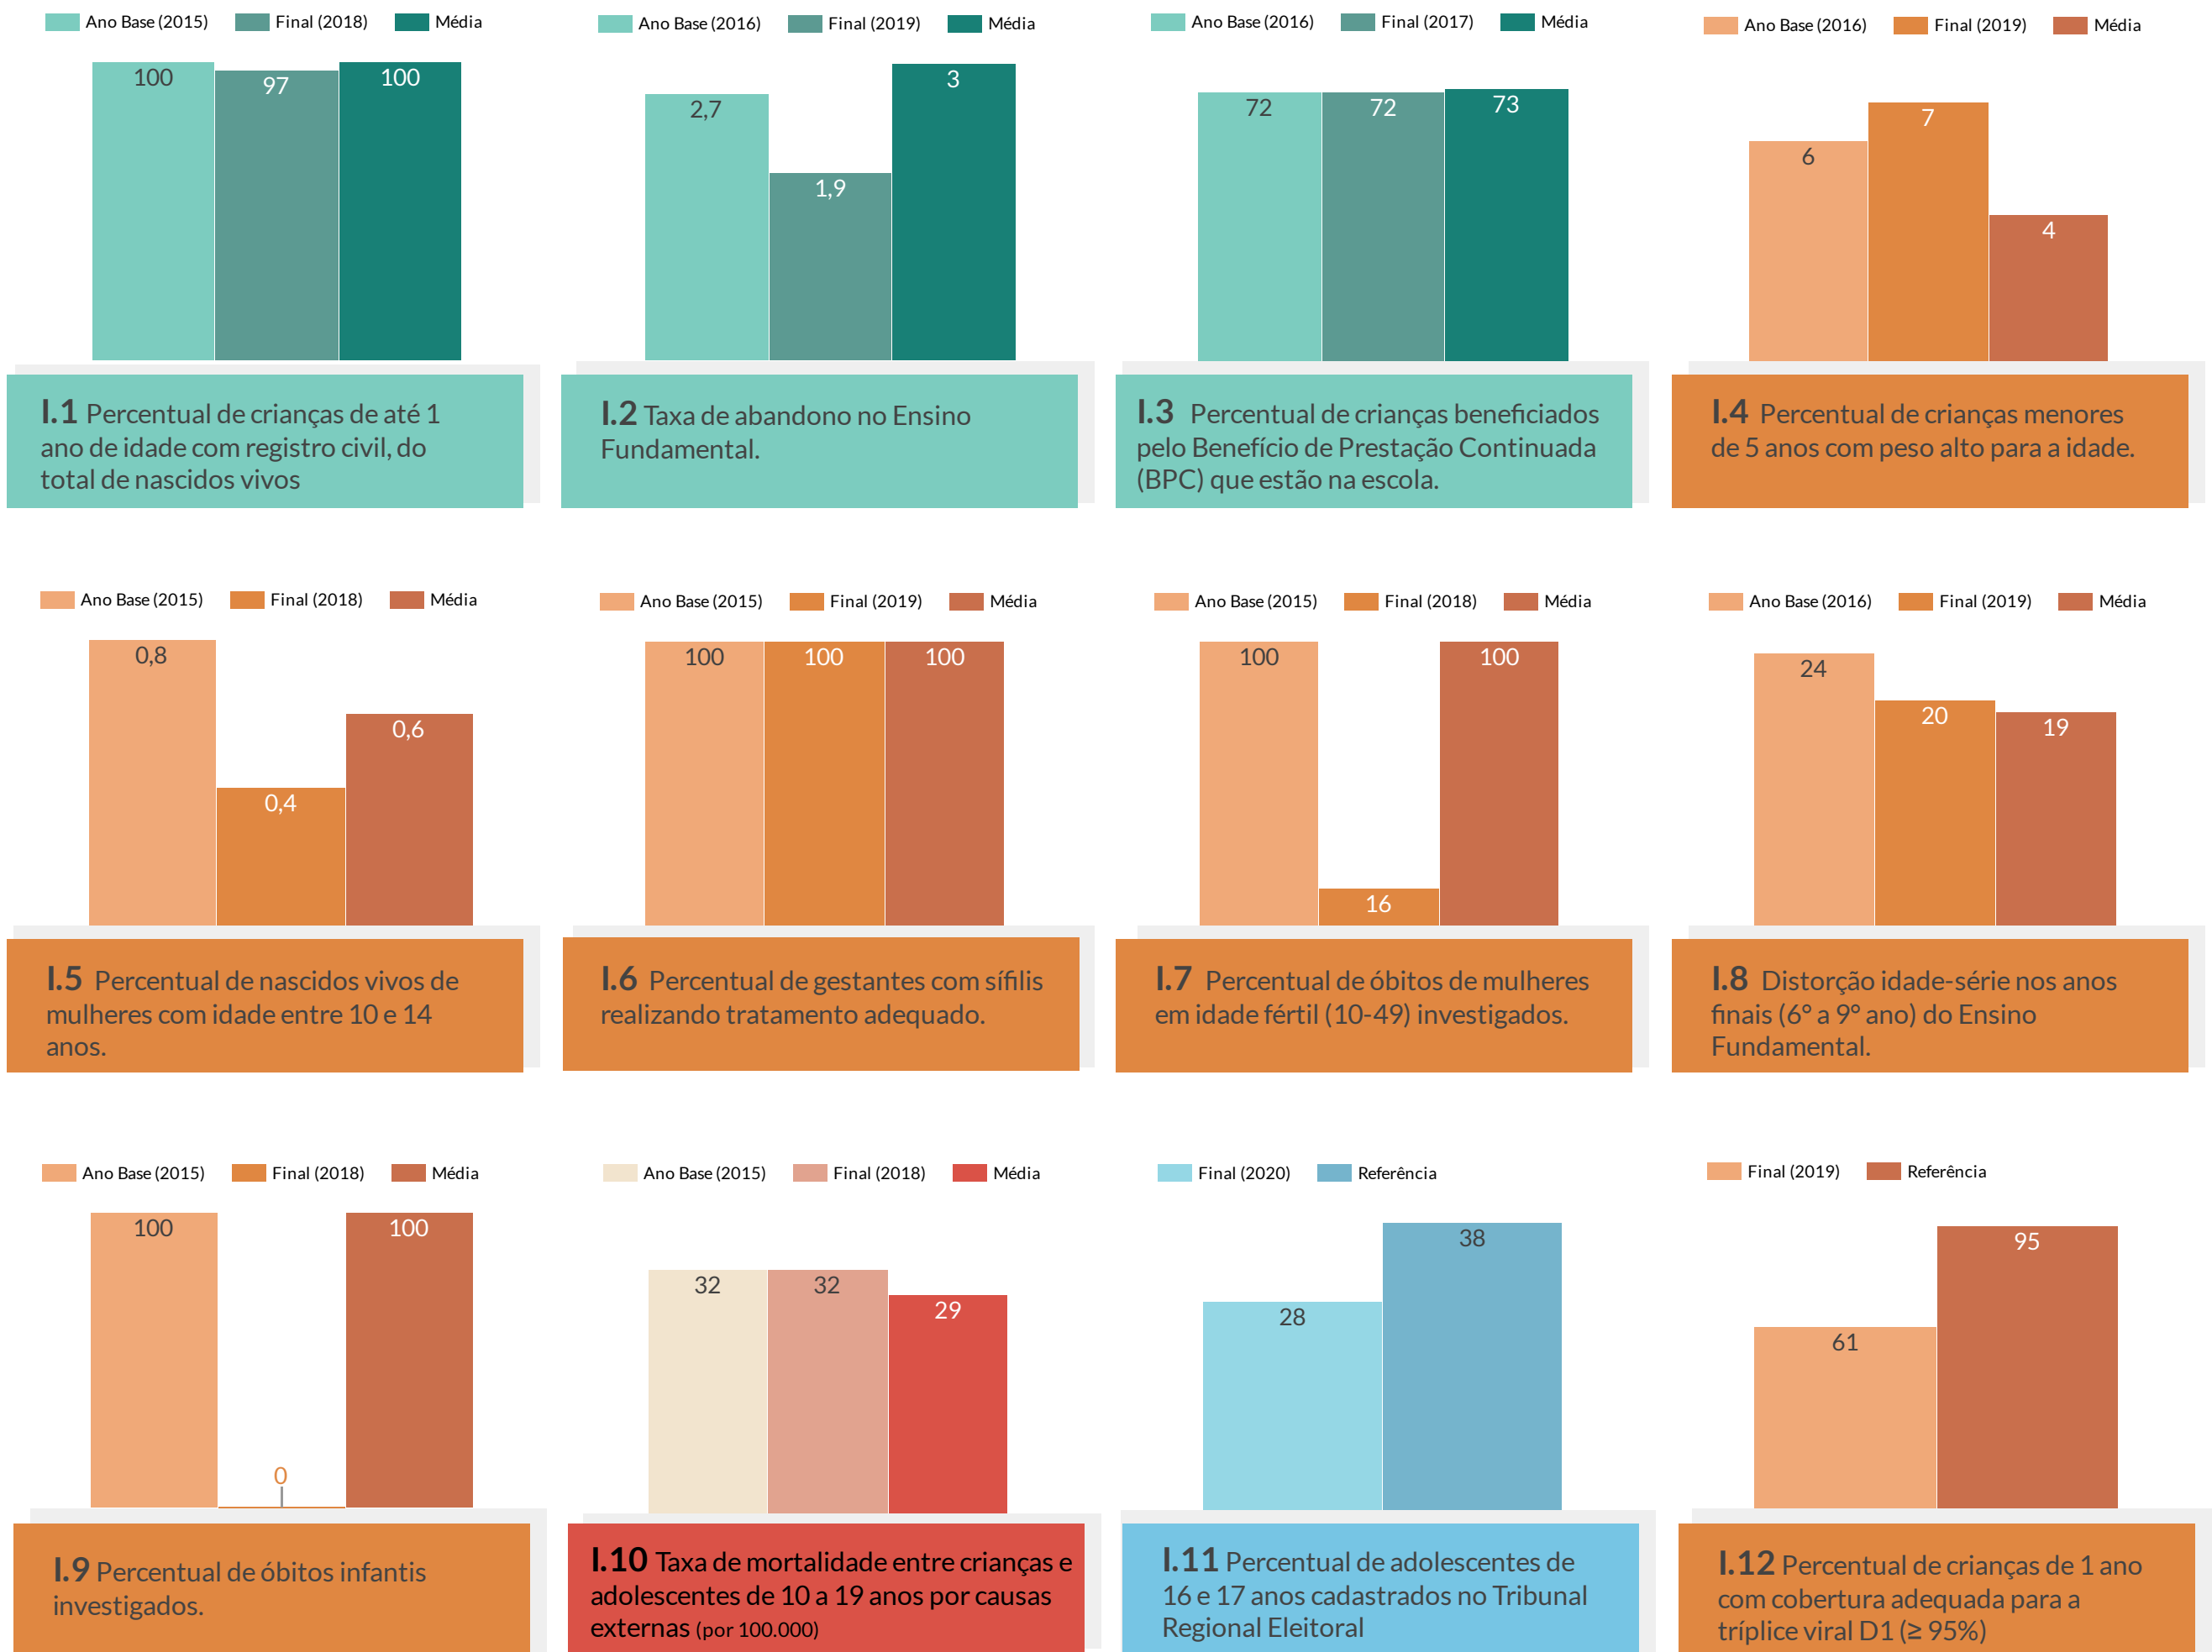 Ano Base (2015) Final (2018) Média
100
97
100
I.1 Percentual de crianças de até 1
ano de idade com registro civil, do
total de nascidos vivos
Ano Base (2016) Final (2019) Média
2,7
1,9
3
I.2 Taxa de abandono no Ensino
Fundamental.
Ano Base (2016) Final (2017) Média
72
72
73
I.3 Percentual de crianças beneficiados
pelo Benefício de Prestação Continuada
(BPC) que estão na escola.
Ano Base (2016) Final (2019) Média
6
7
4
I.4 Percentual de crianças menores
de 5 anos com peso alto para a idade.
Ano Base (2015) Final (2018) Média
0,8
0,4
0,6
I.5 Percentual de nascidos vivos de
mulheres com idade entre 10 e 14
anos.
Ano Base (2015) Final (2019) Média
100
100
100
I.6 Percentual de gestantes com sífilis
realizando tratamento adequado.
Ano Base (2015) Final (2018) Média
100
16
100
I.7 Percentual de óbitos de mulheres
em idade fértil (10-49) investigados.
Ano Base (2016) Final (2019) Média
24
20
19
I.8 Distorção idade-série nos anos
finais (6º a 9º ano) do Ensino
Fundamental.
Ano Base (2015) Final (2018) Média
100
0
100
I.9 Percentual de óbitos infantis
investigados.
Ano Base (2015) Final (2018) Média
32
32
29
I.10 Taxa de mortalidade entre crianças e
adolescentes de 10 a 19 anos por causas
externas (por 100.000)
Final (2020) Referência
28
38
I.11 Percentual de adolescentes de
16 e 17 anos cadastrados no Tribunal
Regional Eleitoral
Final (2019) Referência
61
95
I.12 Percentual de crianças de 1 ano
com cobertura adequada para a
tríplice viral D1 (≥ 95%)